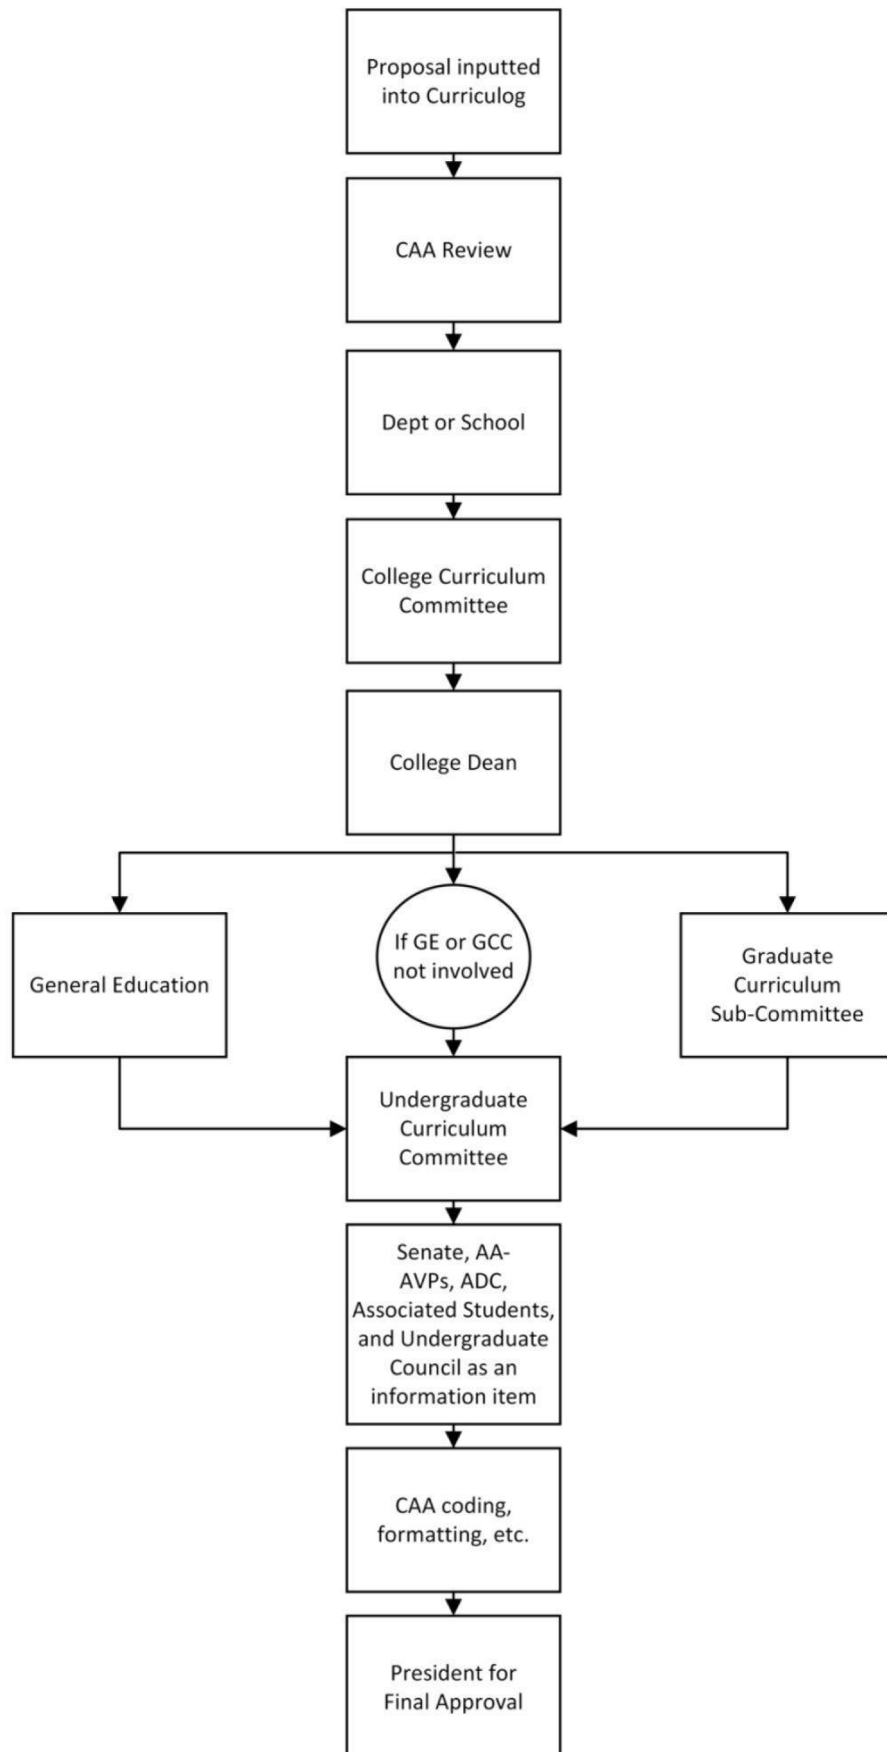 Proposal inputted
into Curriculog
CAA Review
Dept or School
College Curriculum
Committee
College Dean
General Education
If GE or GCC
not involved
Graduate
Curriculum
Sub-Committee
Undergraduate
Curriculum
Committee
Senate, AA-
AVPs, ADC,
Associated Students,
and Undergraduate
Council as an
information item
CAA coding,
formatting, etc.
President for
Final Approval